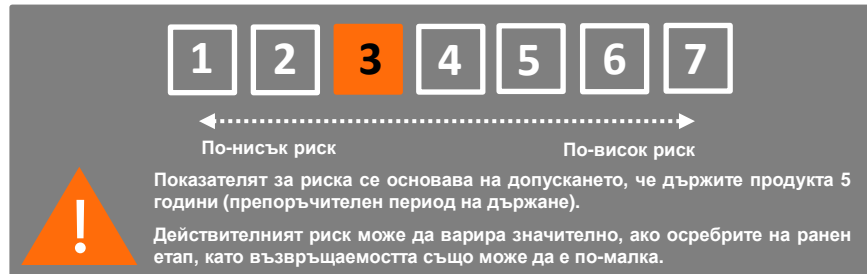 1 2 3 4 5 6 7
По-нисък риск По-висок риск
Показателят за риска се основава на допускането, че държите продукта 5
години (препоръчителен период на държане).
Действителният риск може да варира значително, ако осребрите на ранен
етап, като възвръщаемостта също може да е по-малка.
!